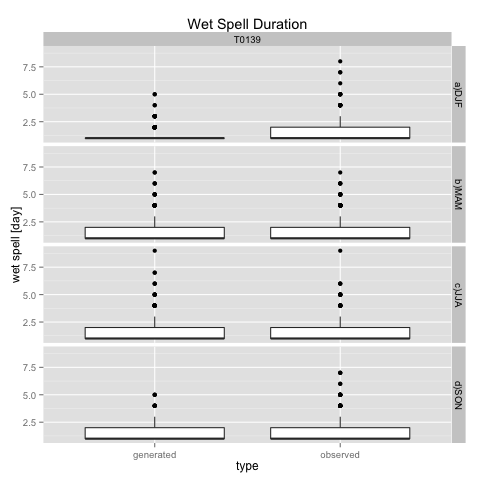 Wet Spell Duration
T0139
7.5
5.0
2.5
a)DJF
7.5
5.0
2.5
b)MAM
7.5
5.0
2.5
c)JJA
7.5
5.0
2.5
d)SON
wet spell [day]
generated
observed
type